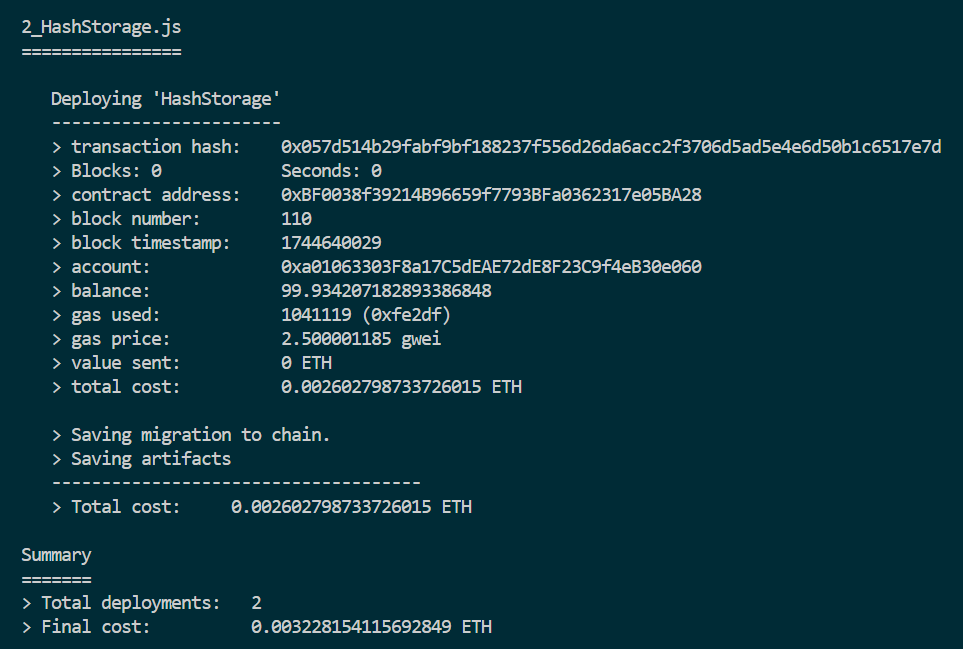 2_HashStorage.js
================
Deploying 'HashStorage'
-----------------------
> transaction hash:    0x057d514b29fabf9bf188237f556d26da6acc2f3706d5ad5e4e6d50b1c6517e7d
> Blocks: 0            Seconds: 0
> contract address:    0xBF0038f39214B96659f7793BFa0362317e05BA28
> block number:        110
> block timestamp:     1744640029
> account:             0xa01063303F8a17C5dEAE72dE8F23C9f4eB30e060
> balance:             99.934207182893386848
> gas used:            1041119 (0xfe2df)
> gas price:           2.500001185 gwei
> value sent:          0 ETH
> total cost:          0.002602798733726015 ETH
> Saving migration to chain.
> Saving artifacts
-------------------------------------
> Total cost:     0.002602798733726015 ETH
Summary
=======
> Total deployments:   2
> Final cost:          0.003228154115692849 ETH